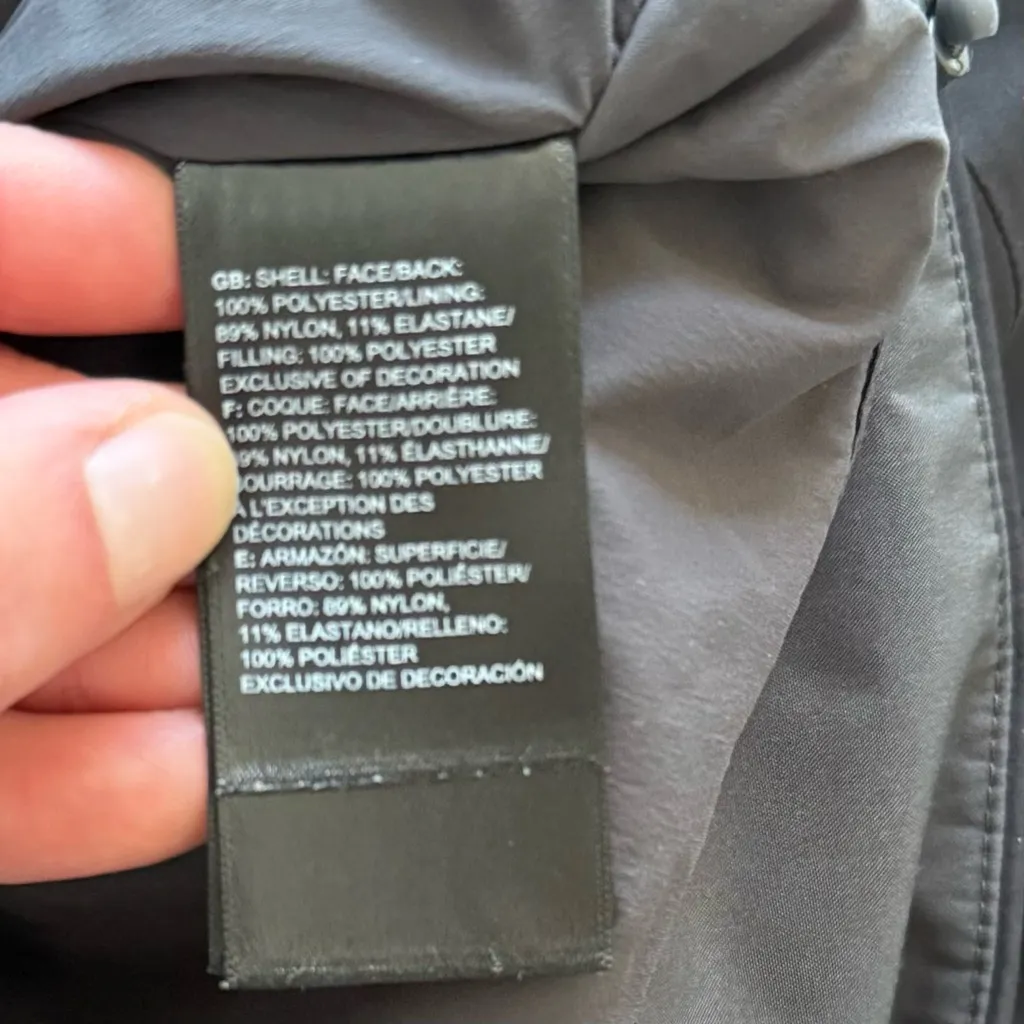 GB: SHELL: FACE/BACK:
100% POLYESTER/LINING:
89% NYLON, 11% ELASTANE/
FILLING: 100% POLYESTER
EXCLUSIVE OF DECORATION
F: COQUE: FACE/ARRIÈRE:
100% POLYESTER/DOUBLURE:
9% NYLON, 11% ÉLASTHANNE/
OURRAGE: 100% POLYESTER
À L'EXCEPTION DES
DÉCORATIONS
E: ARMAZÓN: SUPERFICIE/
REVERSO: 100% POLIÉSTER/
FORRO: 89% NYLON,
11% ELASTANO/RELLENO:
100% POLIÉSTER
EXCLUSIVO DE DECORACIÓN